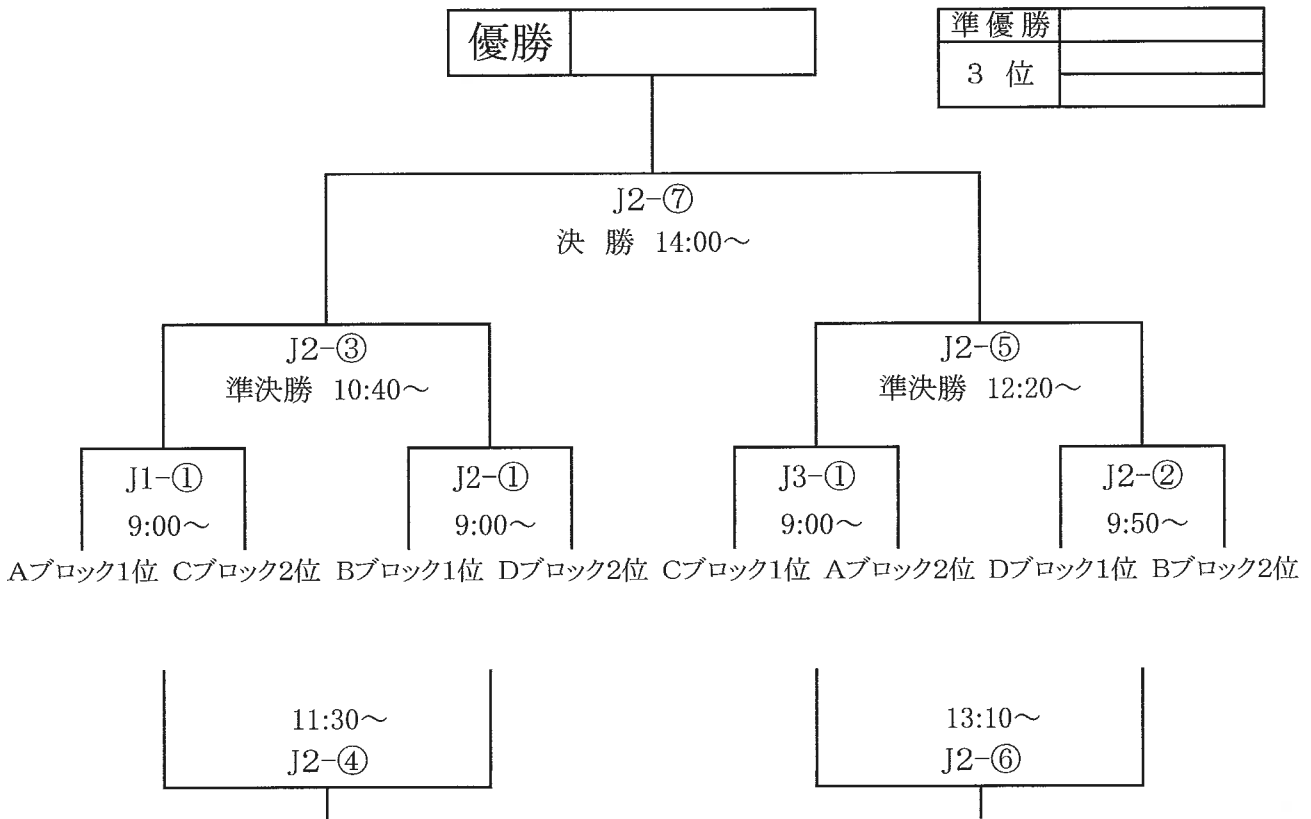 優勝
準優勝
3 位
J2-⑦
決 勝 14:00～
J2-③
準決勝 10:40～
J2-⑤
準決勝 12:20～
J1-①
9:00～
J2-①
9:00～
J3-①
9:00～
J2-②
9:50～
Aブロック1位 Cブロック2位 Bブロック1位 Dブロック2位 Cブロック1位 Aブロック2位 Dブロック1位 Bブロック2位
11:30～
J2-④
13:10～
J2-⑥